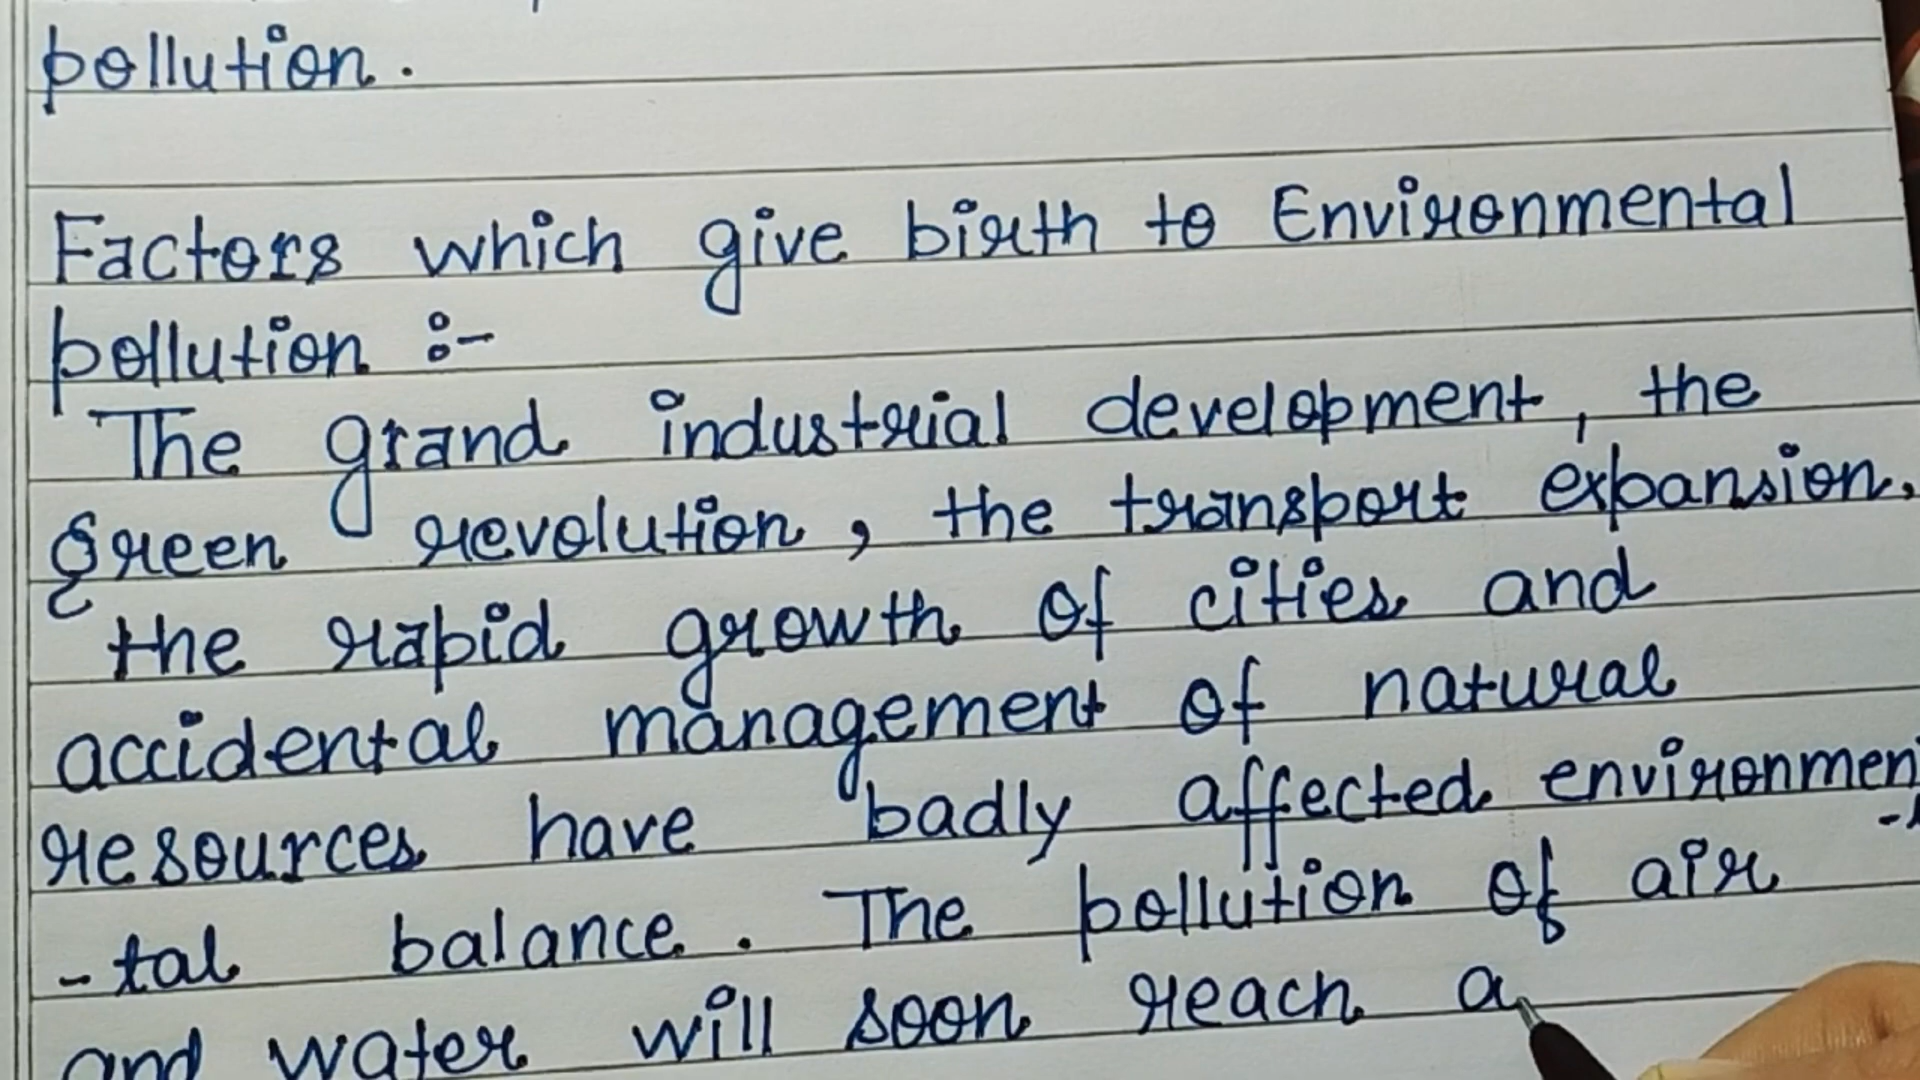 pollution.
Factors which give birth to Environmental
pollution :-
The grand industrial development, the
green revolution, the transport expansion,
the rapid growth of cities and
accidental management of natural
resources have badly affected environmen
-tal balance. The pollution of air
and water will soon reach a